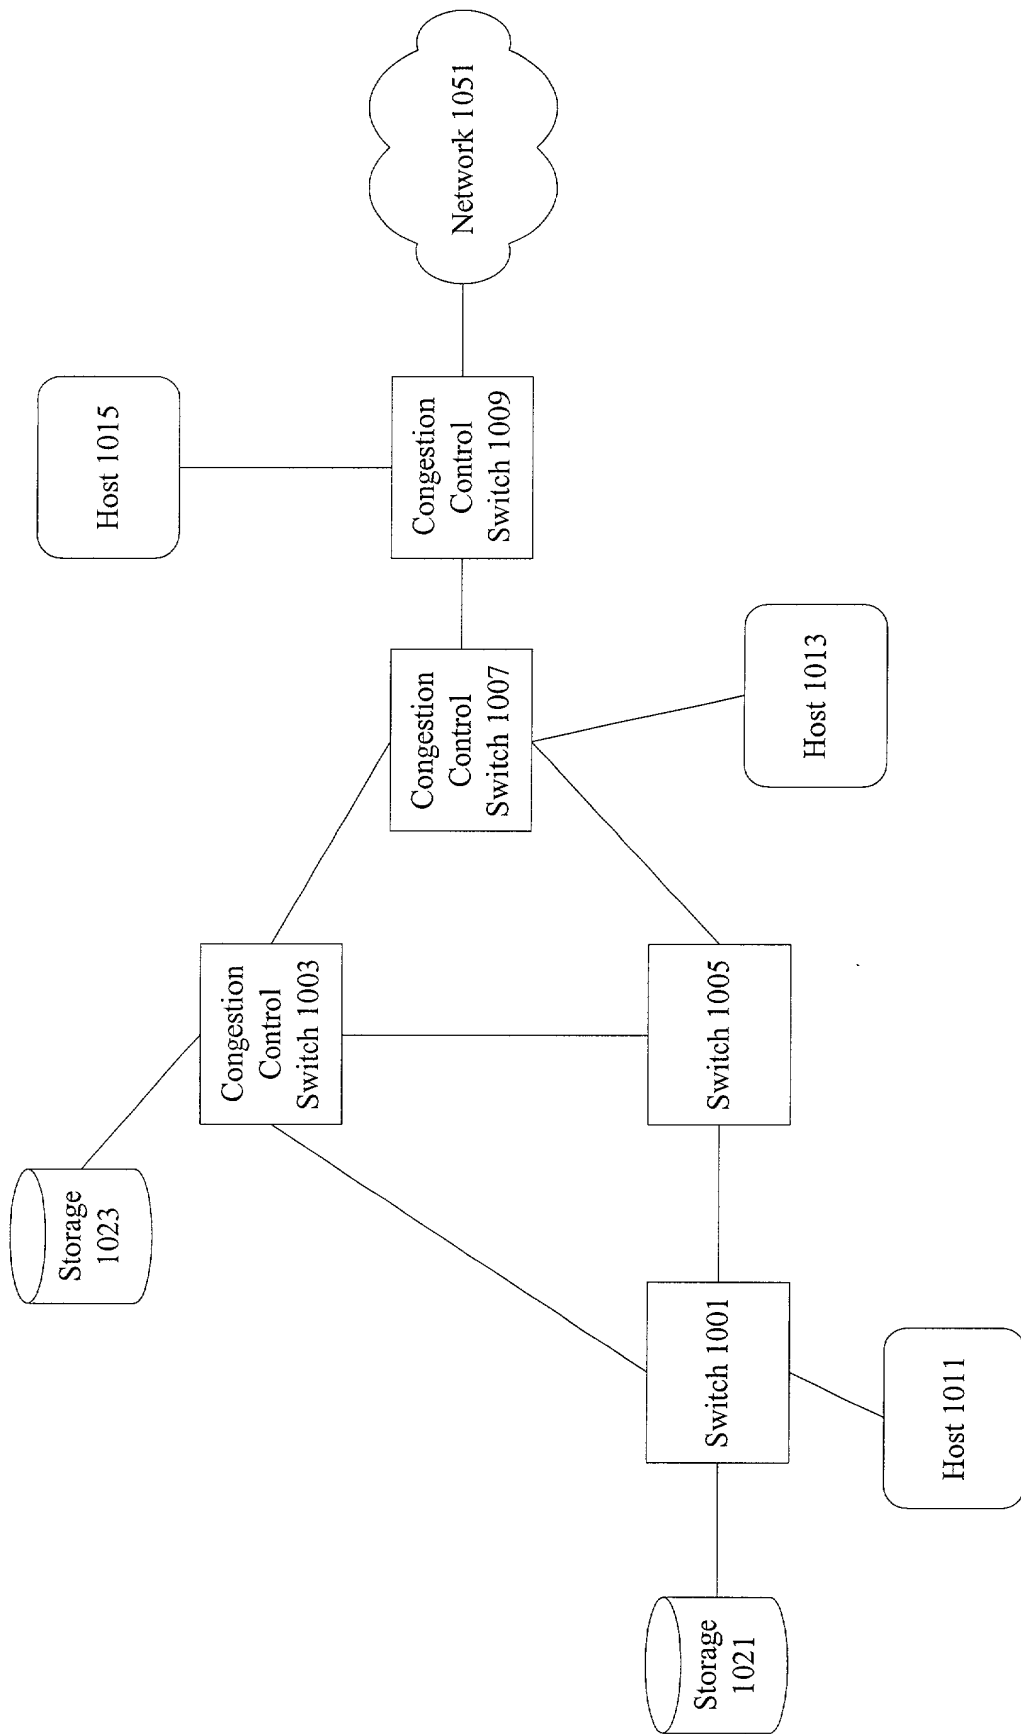 Storage
1023
Host 1015
Congestion
Control
Switch 1003
Congestion
Control
Switch 1007
Congestion
Control
Switch 1009
Network 1051
Storage
1021
Switch 1001
Switch 1005
Host 1011
Host 1013